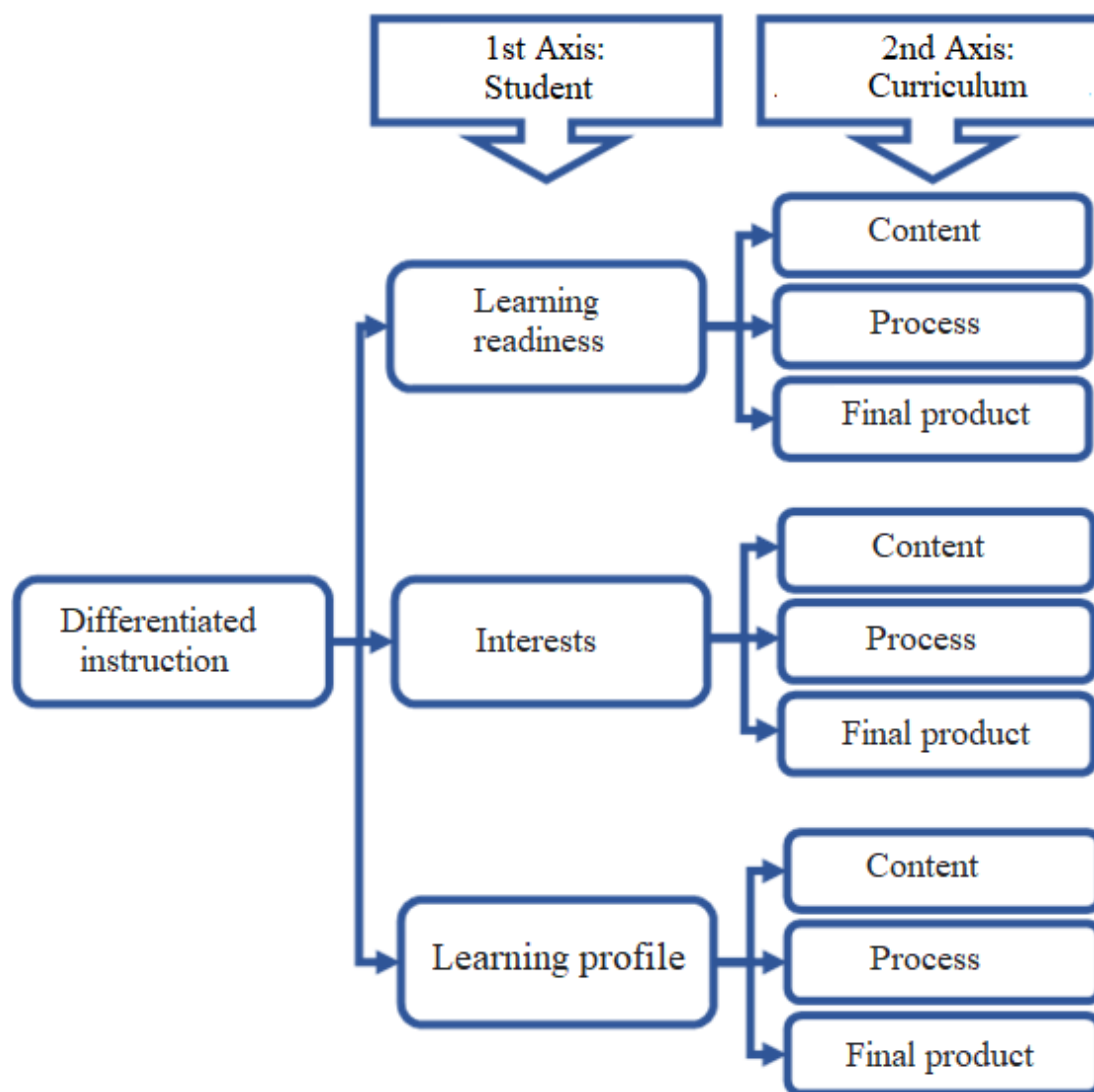 1st Axis:
Student
2nd Axis:
Curriculum
Content
Learning
readiness
Process
Final product
Content
Differentiated
instruction
Interests
Process
Final product
Content
Learning profile
Process
Final product